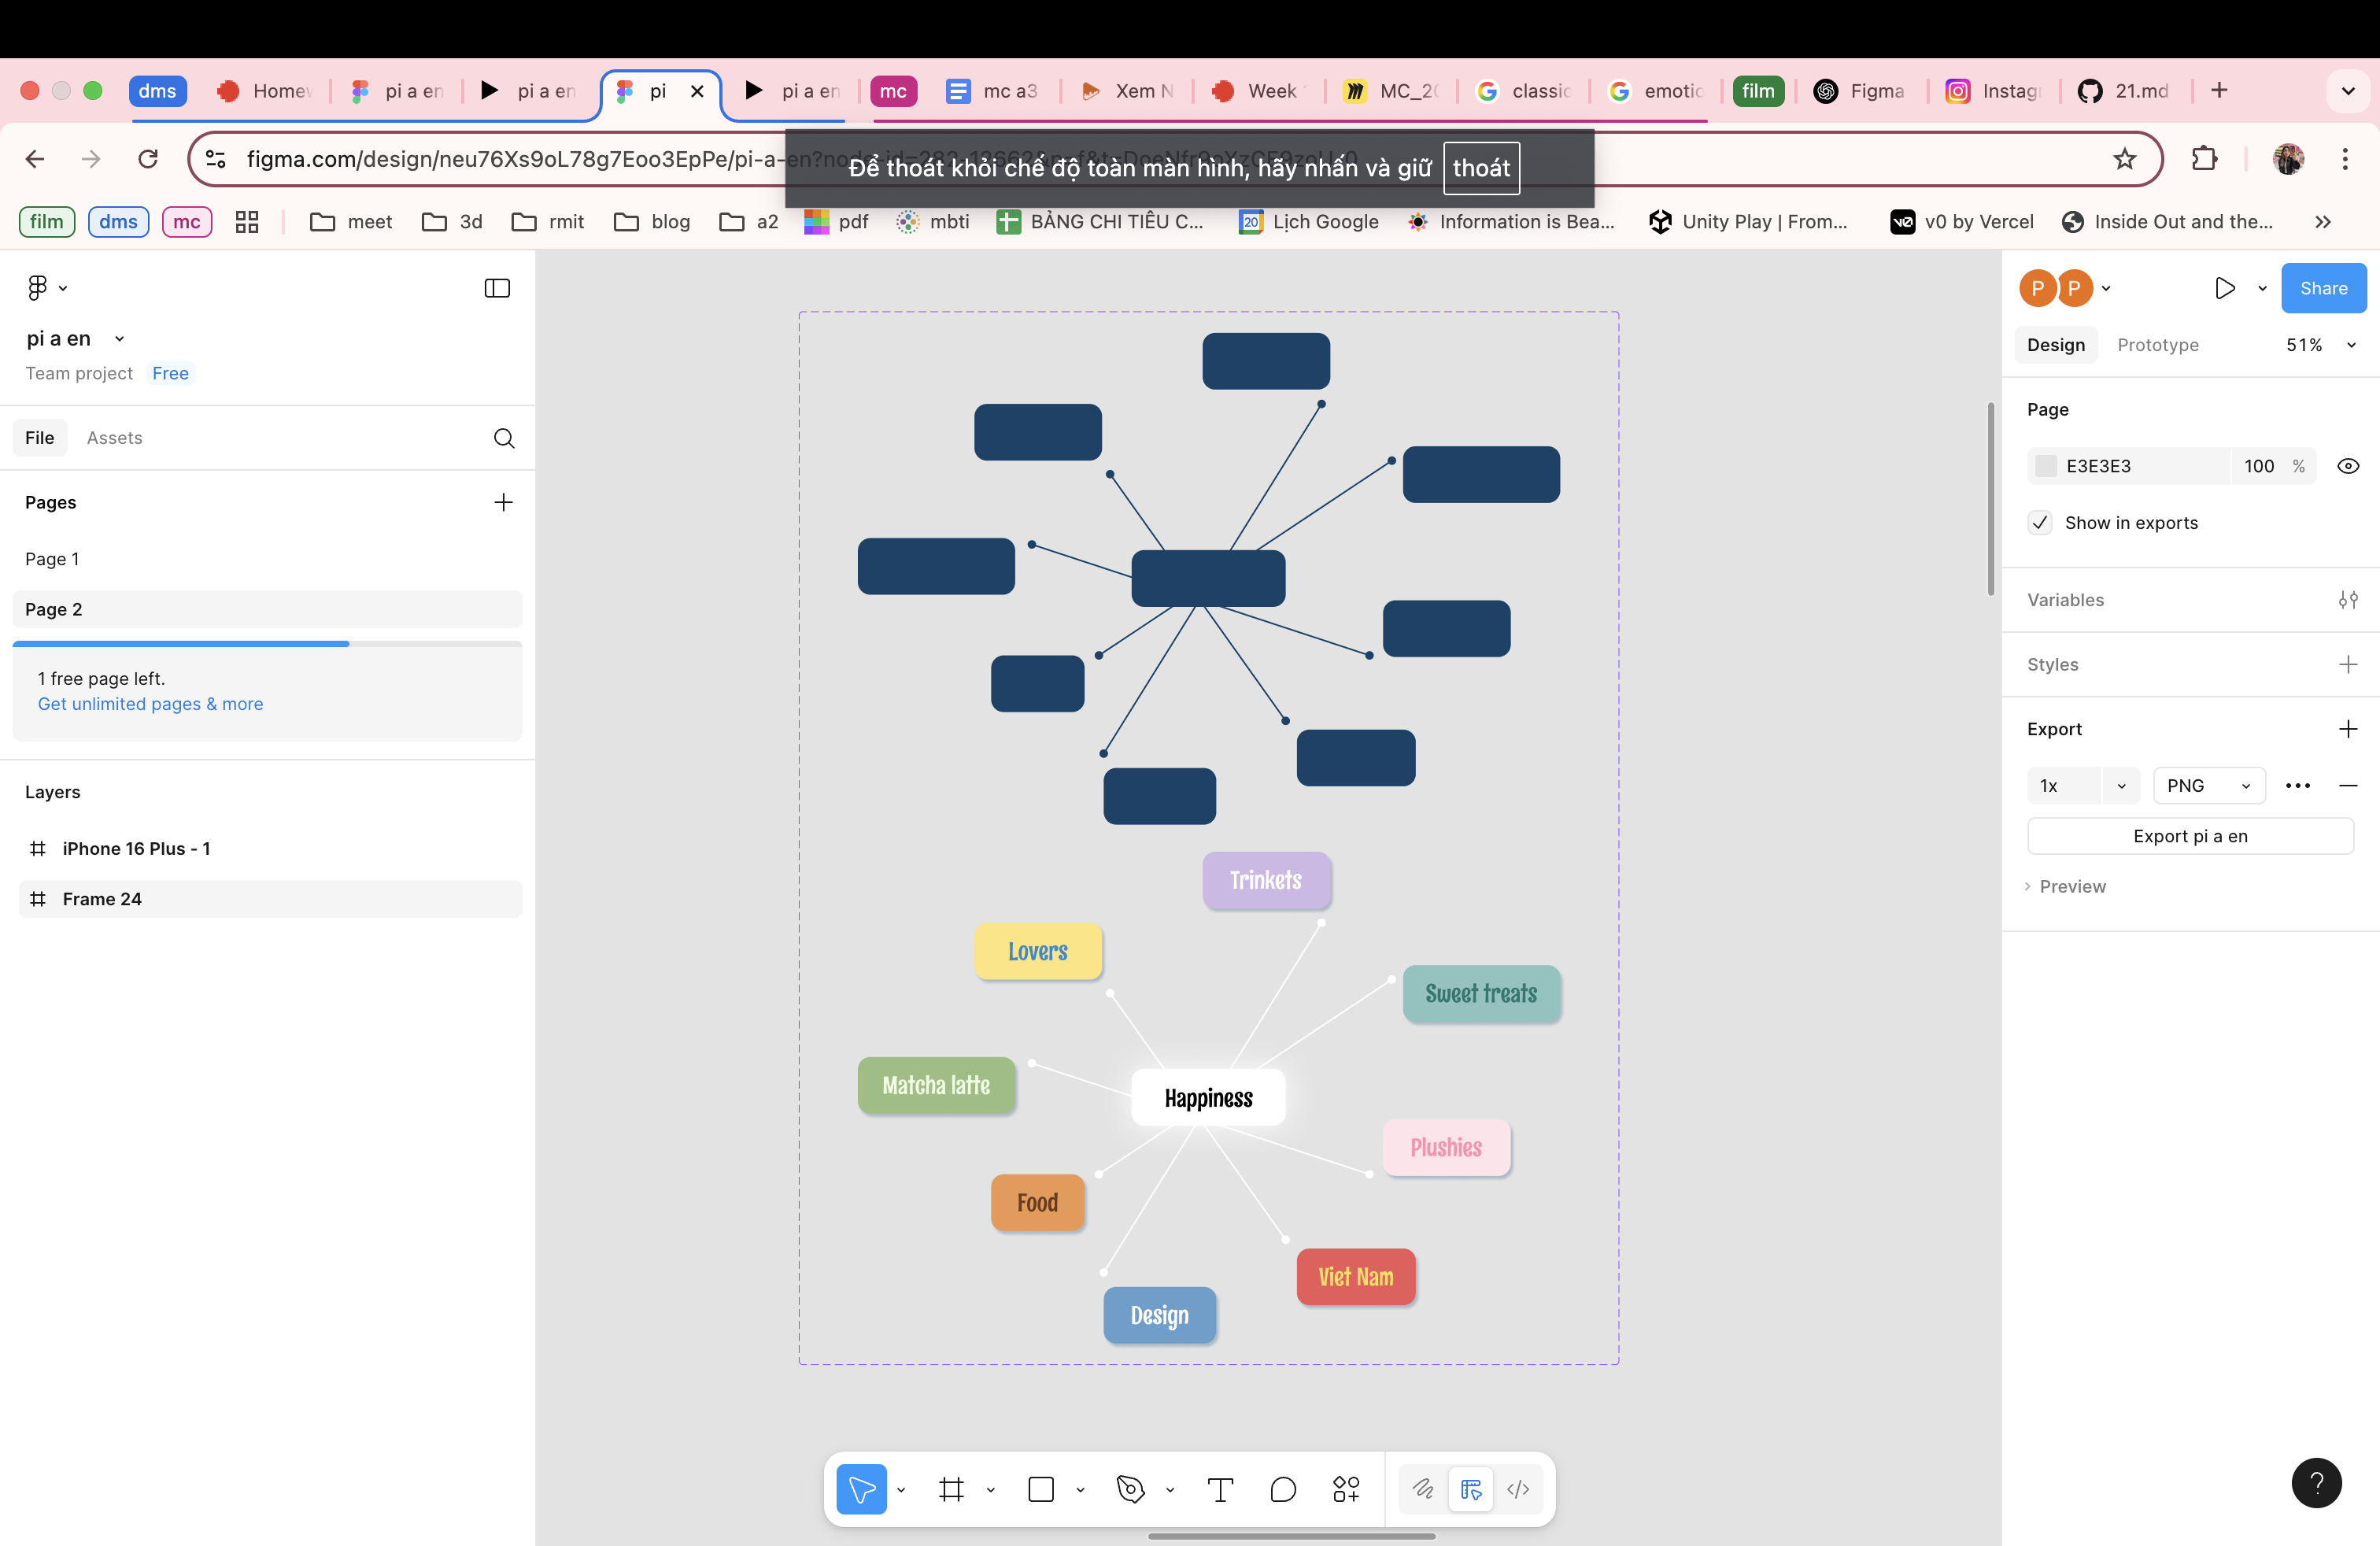 dms
Home
pi a en
pi a en
pi
pi a en
mc
mc a3
Xem N
Week
MC_20
classic
emotic
film
Figma
Instag
21.md
figma.com/design/neu76Xs9oL78g7Eoo3EpPe/pi-a-en?
Để thoát khỏi chế độ toàn màn hình, hãy nhấn và giữ thoát
film
dms
mc
meet
3d
rmit
blog
a2
pdf
mbti
BẢNG CHI TIÊU C...
20
Lịch Google
Information is Bea...
Unity Play | From...
v0 by Vercel
Inside Out and the...
pi a en
Team project Free
File
Assets
Pages
Page 1
Page 2
1 free page left.
Get unlimited pages & more
Layers
iPhone 16 Plus - 1
Frame 24
Trinkets
Lovers
Sweet treats
Matcha latte
Happiness
Plushies
Food
Viet Nam
Design
P
P
Share
Design
Prototype
51%
Page
E3E3E3
100 %
Show in exports
Variables
Styles
Export
1x
PNG
Export pi a en
Preview
?